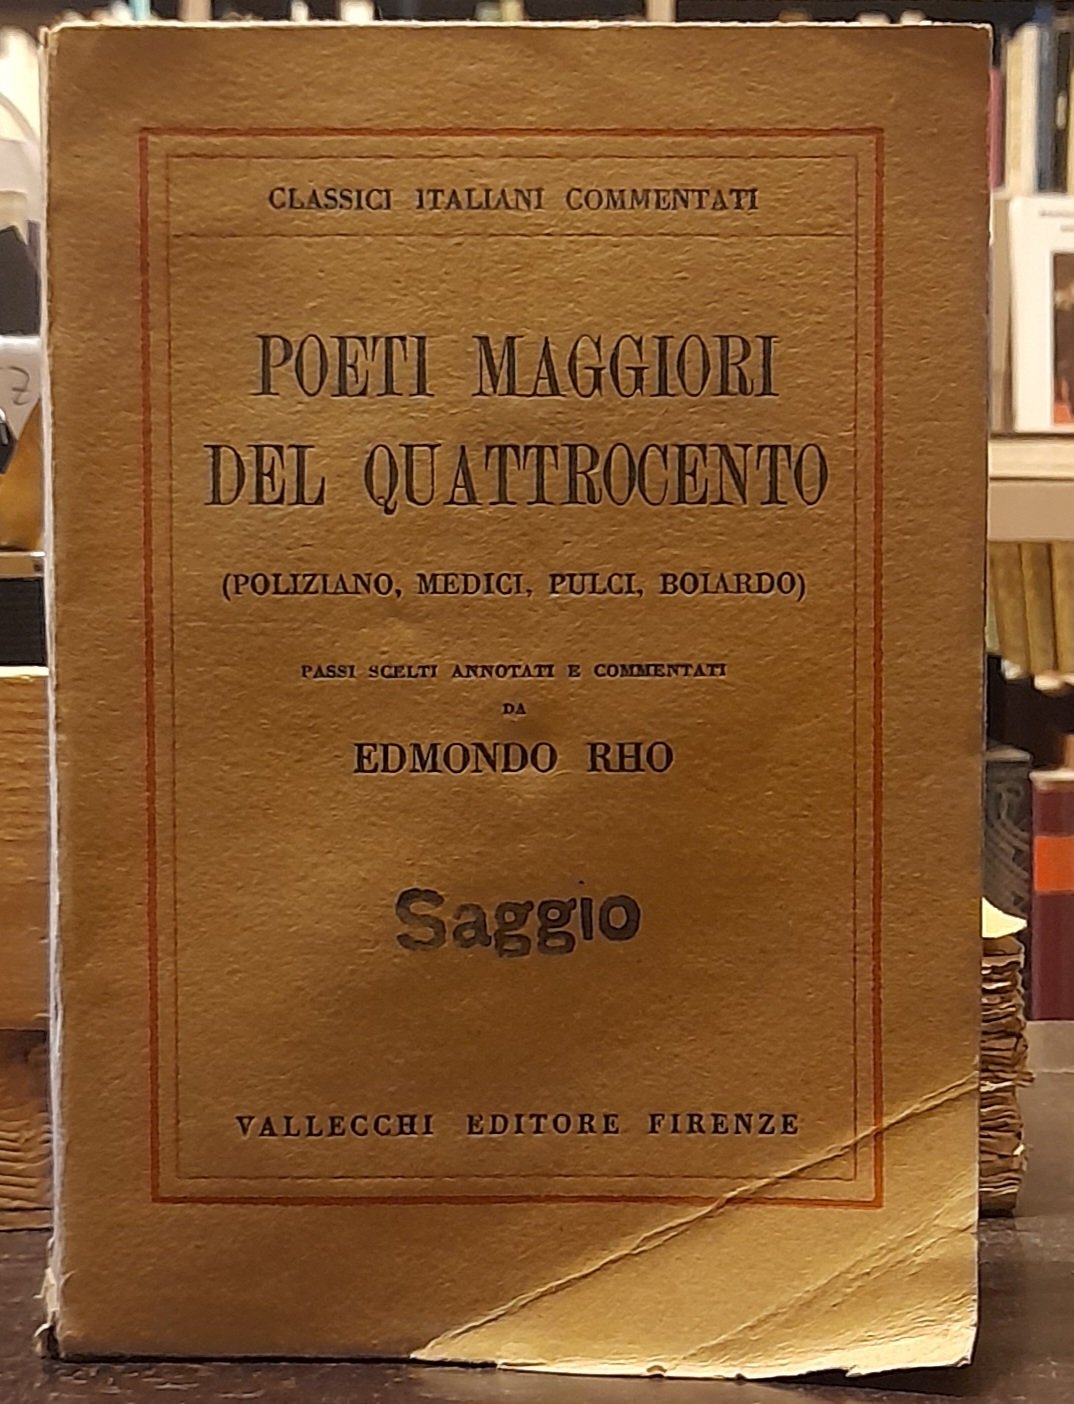 CLASSICI ITALIANI COMMENTATI
POETI MAGGIORI
DEL QUATTROCENTO
(POLIZIANO, MEDICI, PULCI, BOIARDO)
PASSI SCELTI ANNOTATI E COMMENTATI
DA
EDMONDO RHO
Saggio
VALLECCHI EDITORE FIRENZE